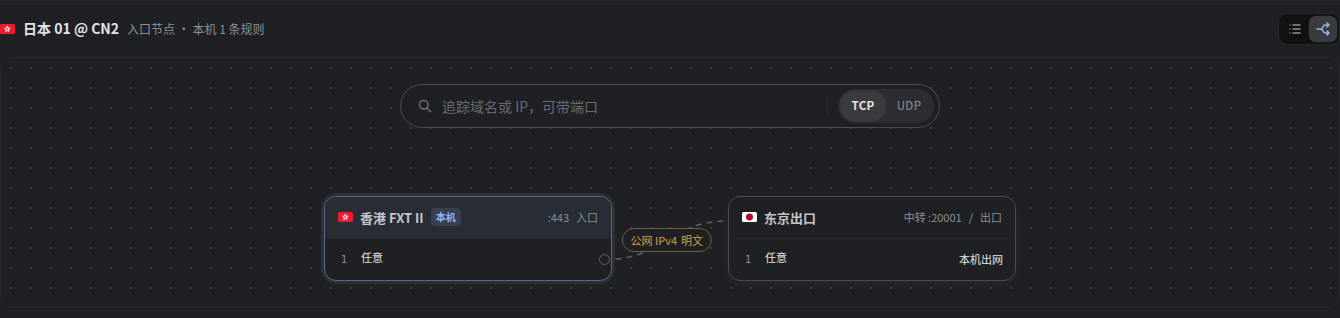 日本 01 @ CN2 入口节点 · 本机 1 条规则
追踪域名或 IP，可带端口 TCP UDP
香港 FXT II 本机 :443 入口
1 任意
公网 IPv4 明文
东京出口 中转 :20001 / 出口
1 任意 本机出网